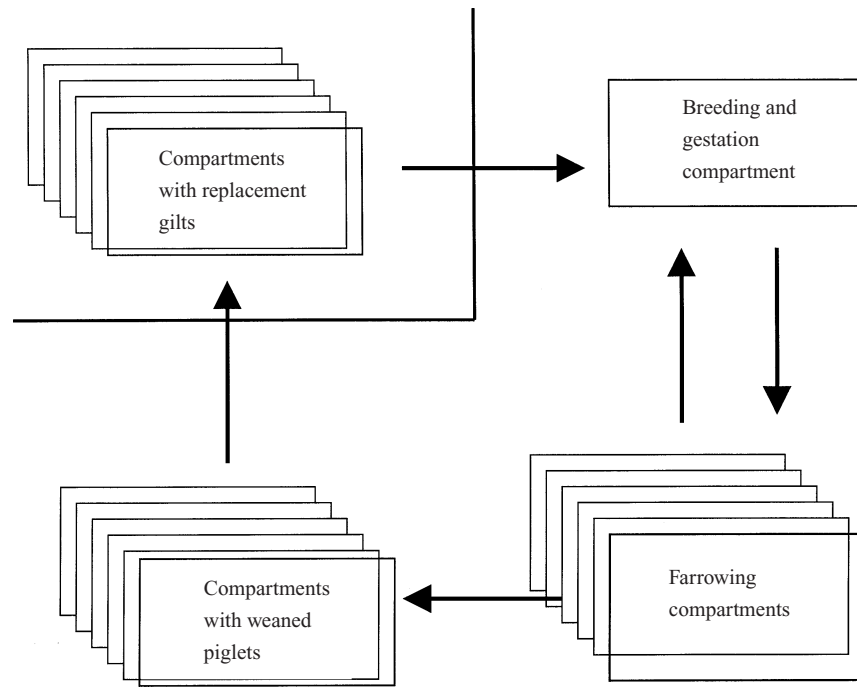 Compartments
with replacement
gilts
Breeding and
gestation
compartment
Compartments
with weaned
piglets
Farrowing
compartments